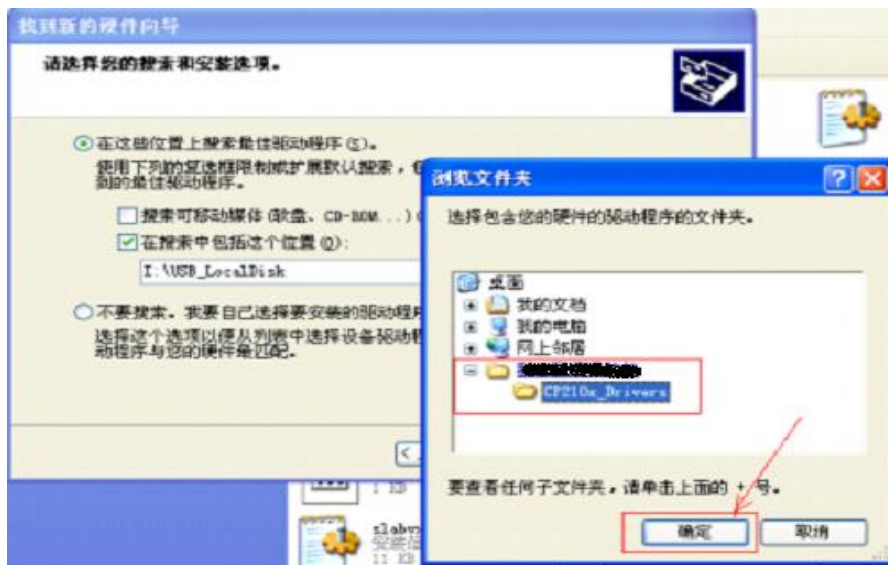 找到新的硬件向导
请选择您的搜索和安装选项。
在这些位置上搜索最佳驱动程序(S)。
使用下列的复选框限制或扩展默认搜索，
到的最佳驱动程序。
搜索可移动媒体(软盘、CD-ROM...)
在搜索中包括这个位置(O):
I:\USB_LocalDisk
不要搜索。我要自己选择要安装的驱动程序
选择这个选项以便从列表中选择设备驱动
动程序与您的硬件最匹配。
<
浏览文件夹
选择包含您的硬件的驱动程序的文件夹。
桌面
我的文档
我的电脑
网上邻居
CP210x_Drivers
要查看任何子文件夹，请单击上面的 + 号。
确定
取消
1 KB
slabv
安装信
11 KB